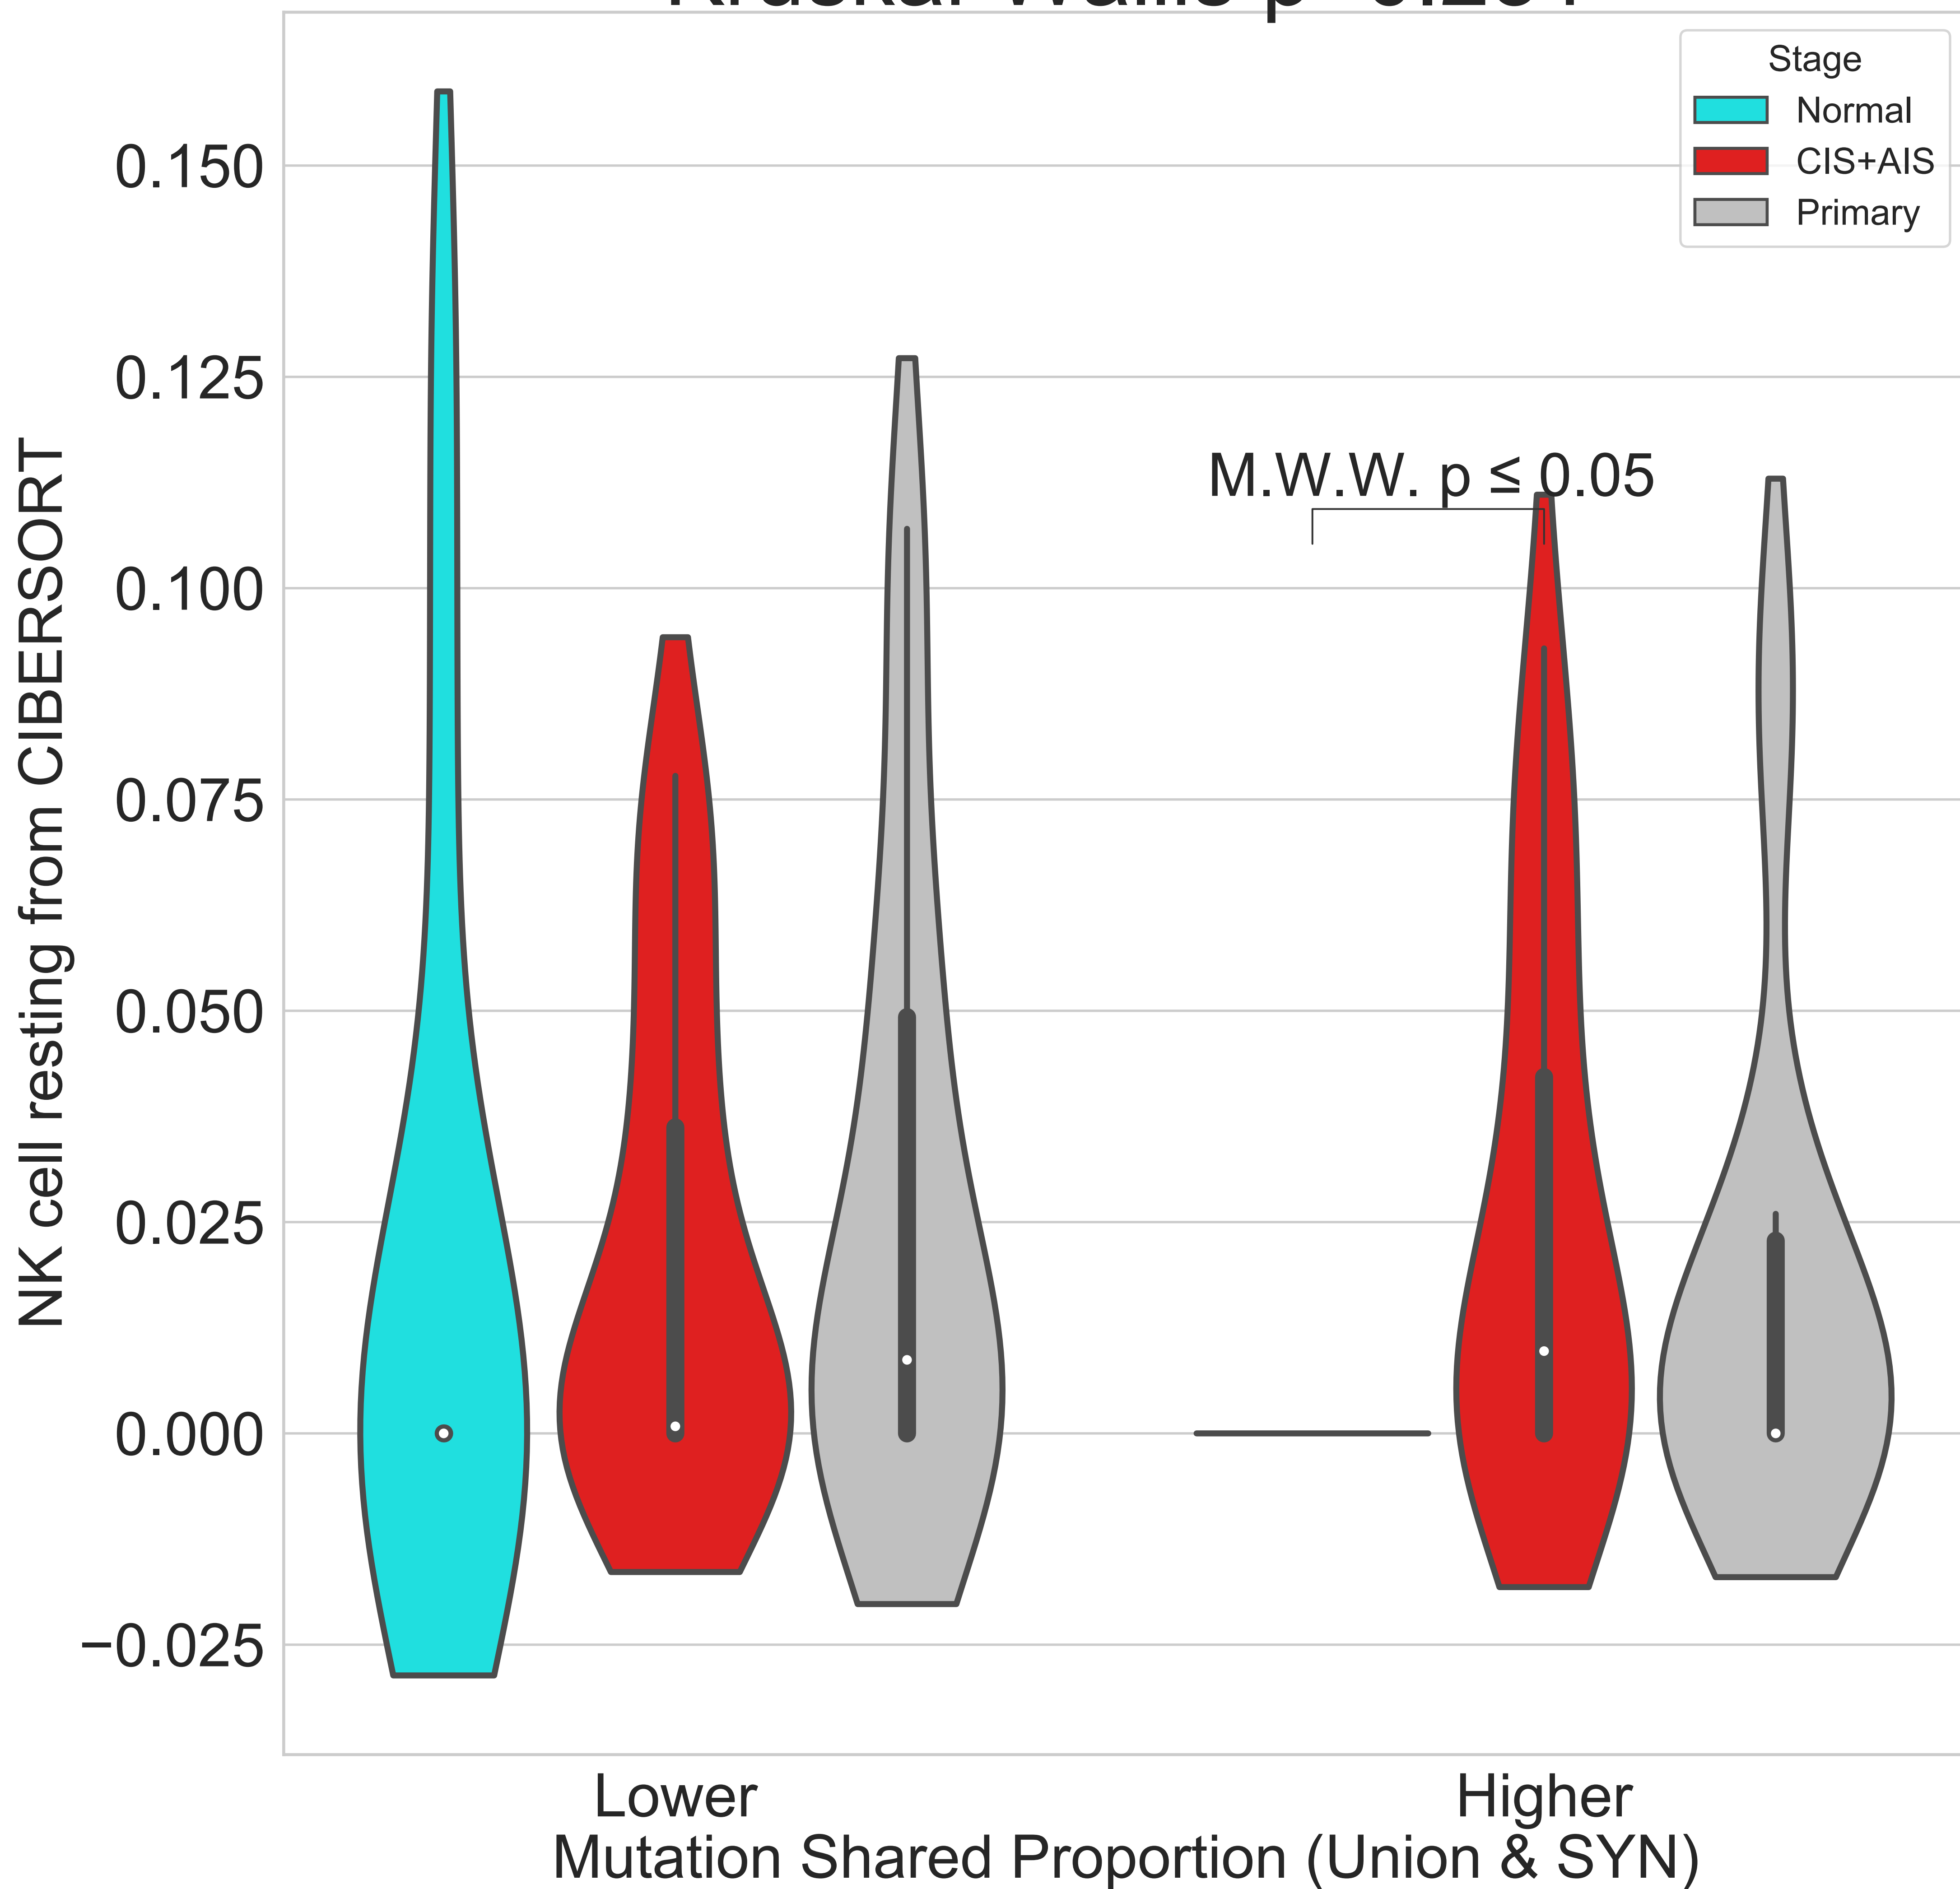 Stage
Normal
CIS+AIS
Primary
0.150
0.125
0.100
0.075
0.050
0.025
0.000
−0.025
NK cell resting from CIBERSORT
M.W.W. p ≤ 0.05
Lower
Higher
Mutation Shared Proportion (Union & SYN)